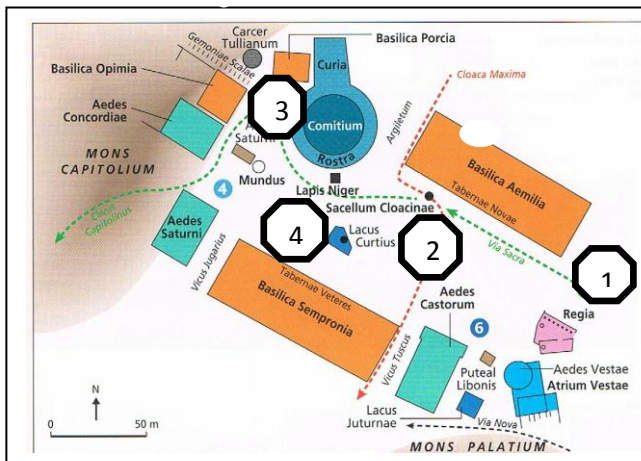 Carcer
Tullianum
Gemoniae Scalae
Basilica Porcia
Basilica Opimia
Curia
Cloaca Maxima
Aedes
Concordiae
3
Saturni
Comitium
Argiletum
Rostra
Basilica Aemilia
Tabernae Novae
MONS
CAPITOLIUM
Mundus
Lapis Niger
4
Sacellum Cloacinae
Clivus
Capitolinus
Aedes
Saturni
4
Lacus
Curtius
2
Via Sacra
1
Vicus Jugarius
Tabernae Veteres
Basilica Sempronia
Aedes
Castorum
Regia
6
Vicus Tuscus
Puteal
Libonis
Aedes Vestae
Atrium Vestae
N
0 50 m
Lacus
Juturnae
Via Nova
MONS PALATIUM